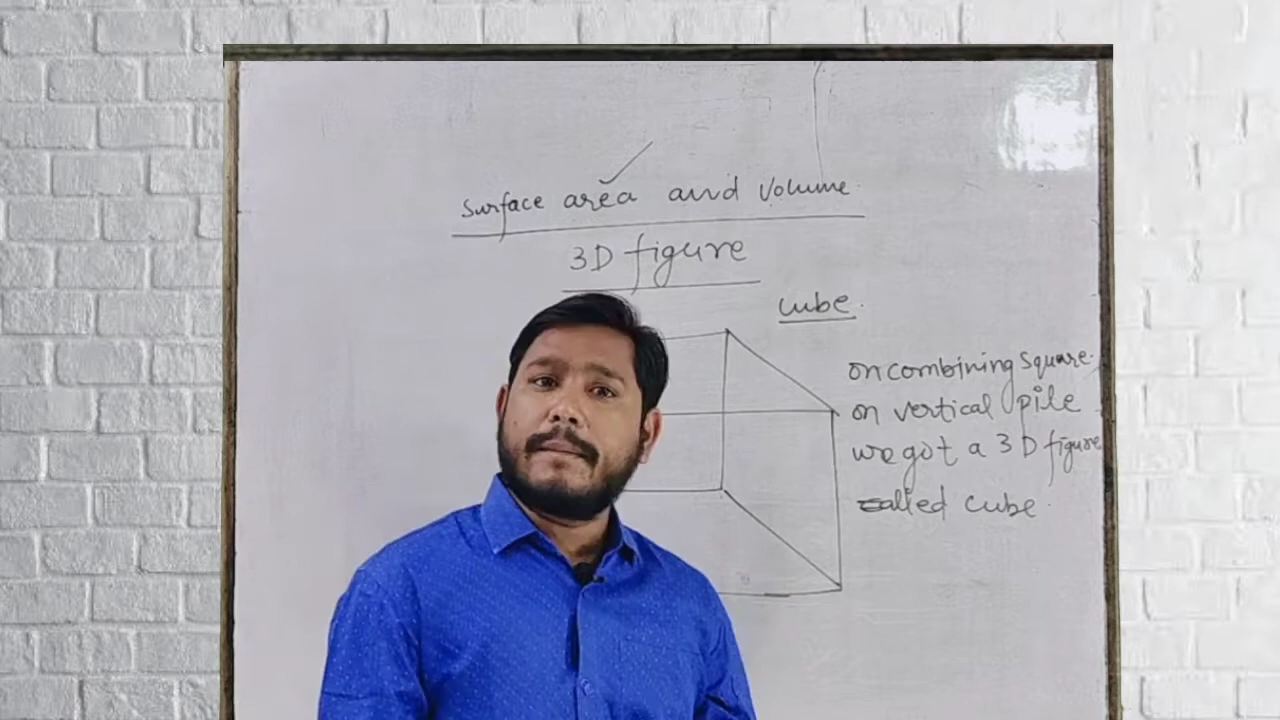 Surface area and volume.
3D figure
cube.
on combining square.
on vertical pile
we got a 3D figure
called cube.